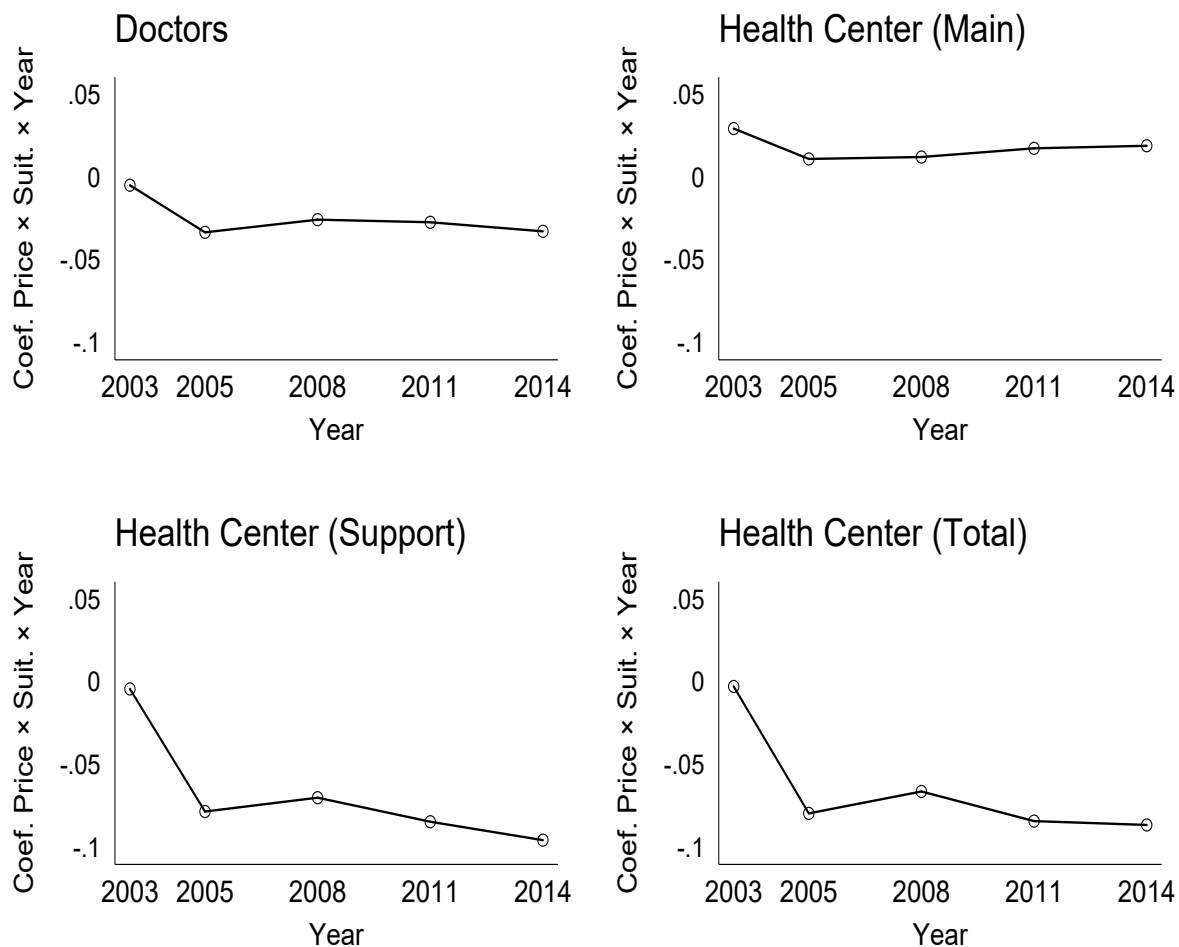 Doctors
Coef. Price × Suit. × Year
.05
0
-.05
-.1
2003 2005 2008 2011 2014
Year
Health Center (Main)
Coef. Price × Suit. × Year
.05
0
-.05
-.1
2003 2005 2008 2011 2014
Year
Health Center (Support)
Coef. Price × Suit. × Year
.05
0
-.05
-.1
2003 2005 2008 2011 2014
Year
Health Center (Total)
Coef. Price × Suit. × Year
.05
0
-.05
-.1
2003 2005 2008 2011 2014
Year